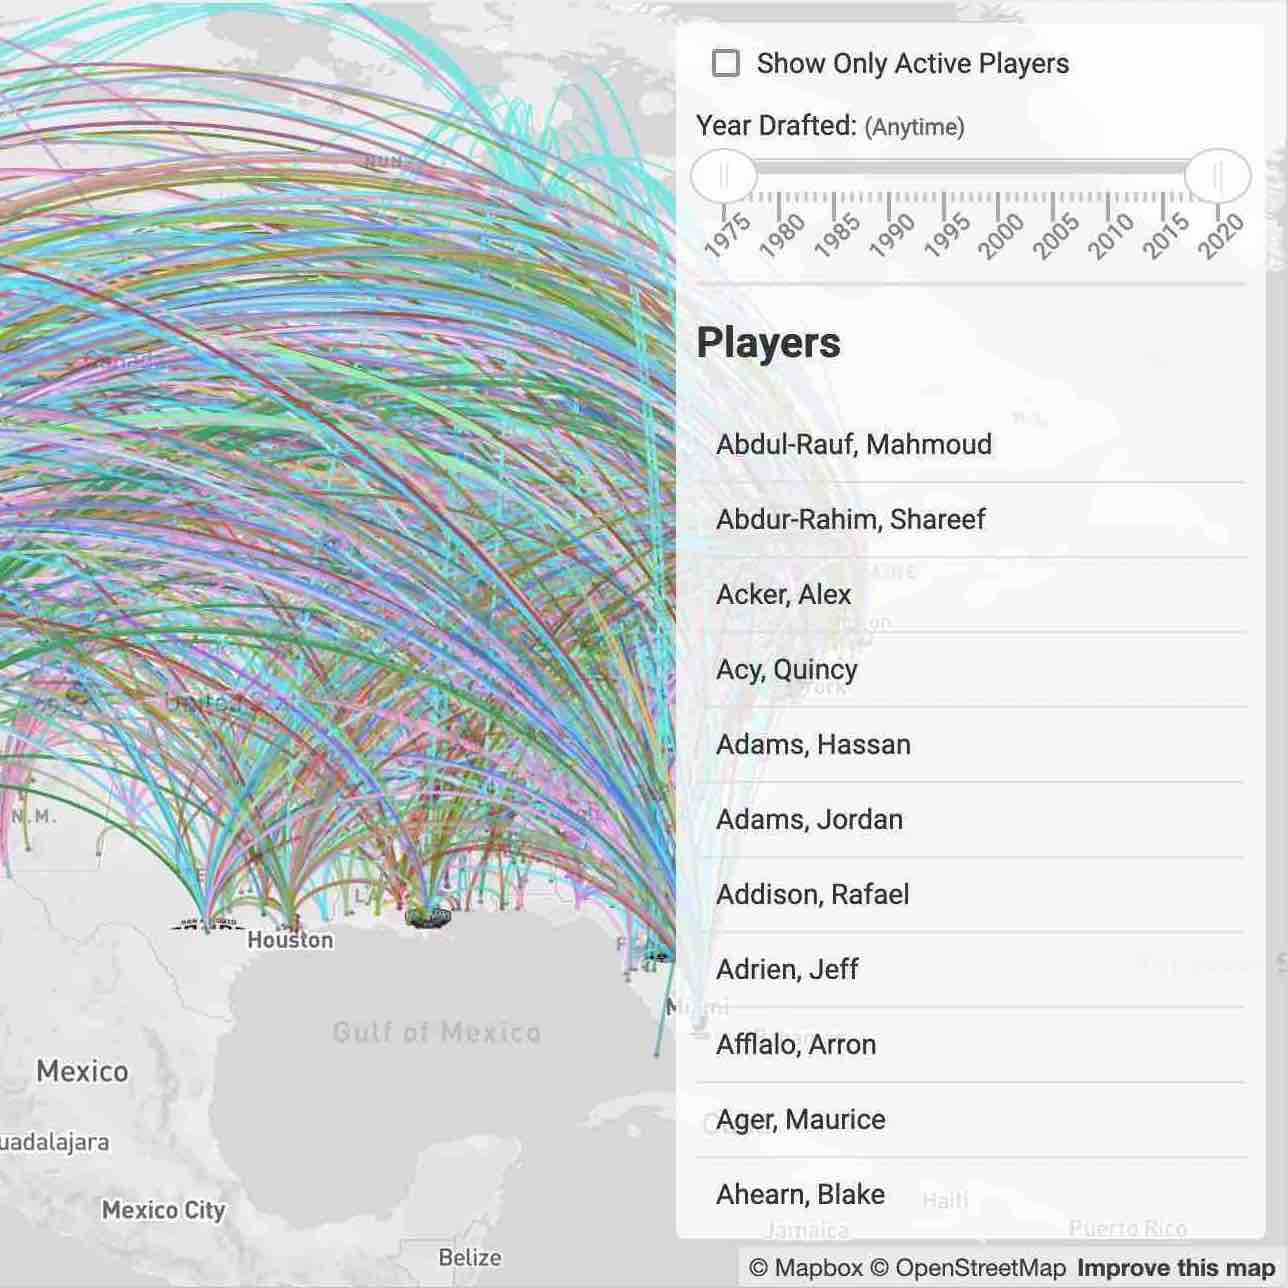 Show Only Active Players
Year Drafted: (Anytime)
1975 1980 1985 1990 1995 2000 2005 2010 2015 2020
Players
Abdul-Rauf, Mahmoud
Abdur-Rahim, Shareef
Acker, Alex
Acy, Quincy
Adams, Hassan
Adams, Jordan
Addison, Rafael
Adrien, Jeff
Afflalo, Arron
Ager, Maurice
Ahearn, Blake
N.M.
Houston
Miami
Gulf of Mexico
Mexico
uadalajara
Mexico City
Belize
Haiti
Jamaica
Puerto Rico
© Mapbox © OpenStreetMap Improve this map